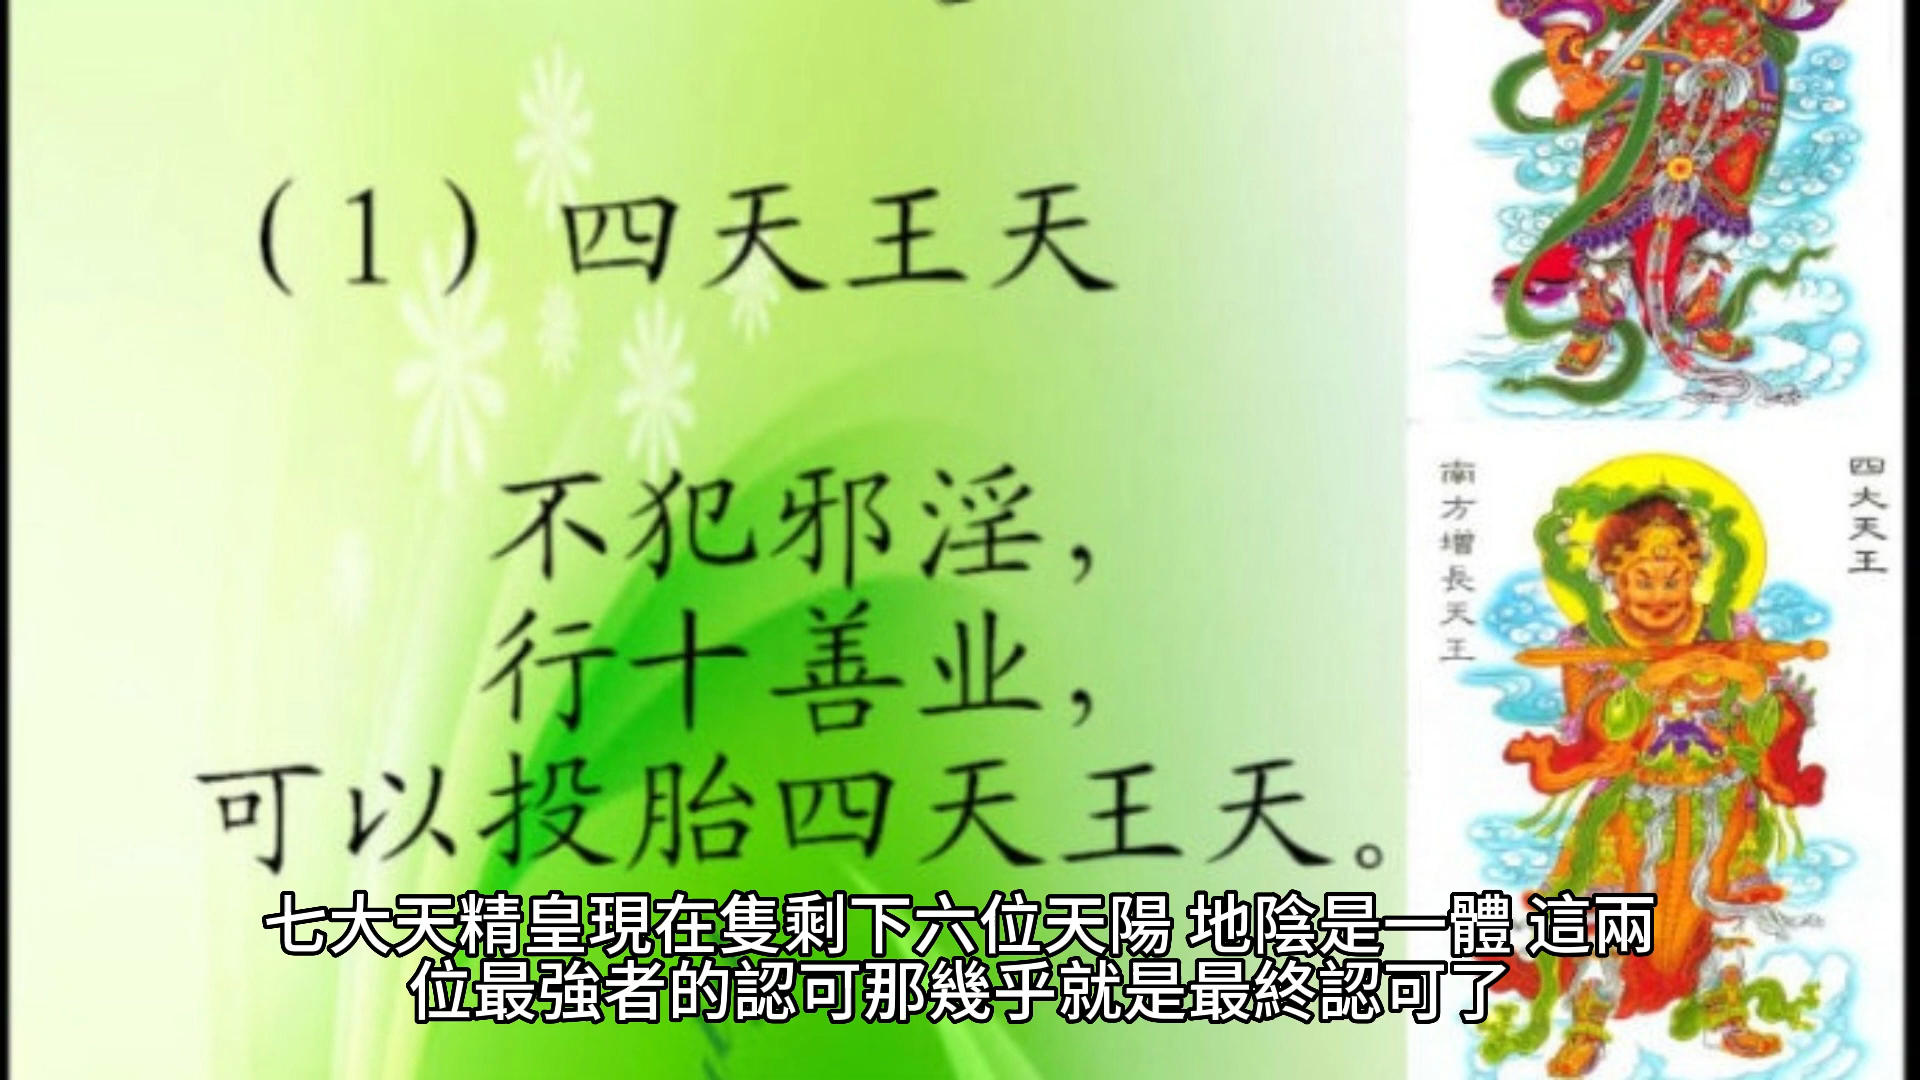 (1)四天王天
不犯邪淫，
行十善业，
可以投胎四天王天。
四大天王
南方增長天王
七大天精皇現在隻剩下六位天陽 地陰是一體 這兩
位最強者的認可那幾乎就是最終認可了